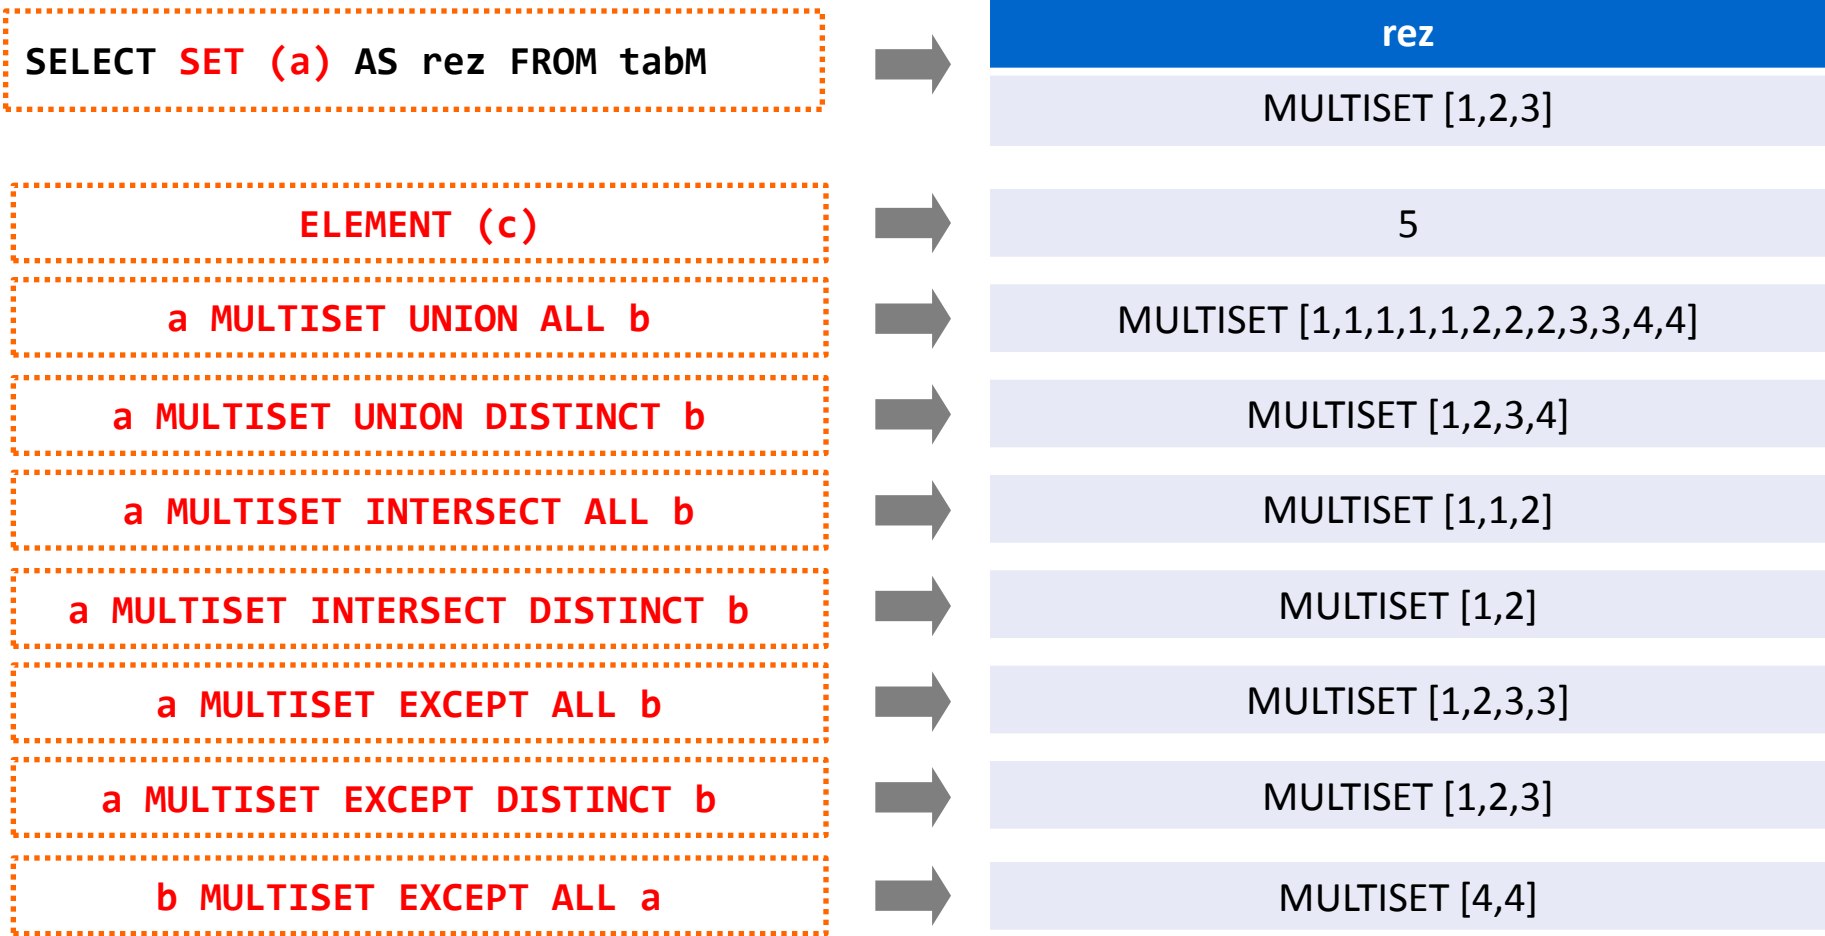 SELECT SET (a) AS rez FROM tabM
rez
MULTISET [1,2,3]
ELEMENT (c)
5
a MULTISET UNION ALL b
MULTISET [1,1,1,1,1,2,2,2,3,3,4,4]
a MULTISET UNION DISTINCT b
MULTISET [1,2,3,4]
a MULTISET INTERSECT ALL b
MULTISET [1,1,2]
a MULTISET INTERSECT DISTINCT b
MULTISET [1,2]
a MULTISET EXCEPT ALL b
MULTISET [1,2,3,3]
a MULTISET EXCEPT DISTINCT b
MULTISET [1,2,3]
b MULTISET EXCEPT ALL a
MULTISET [4,4]